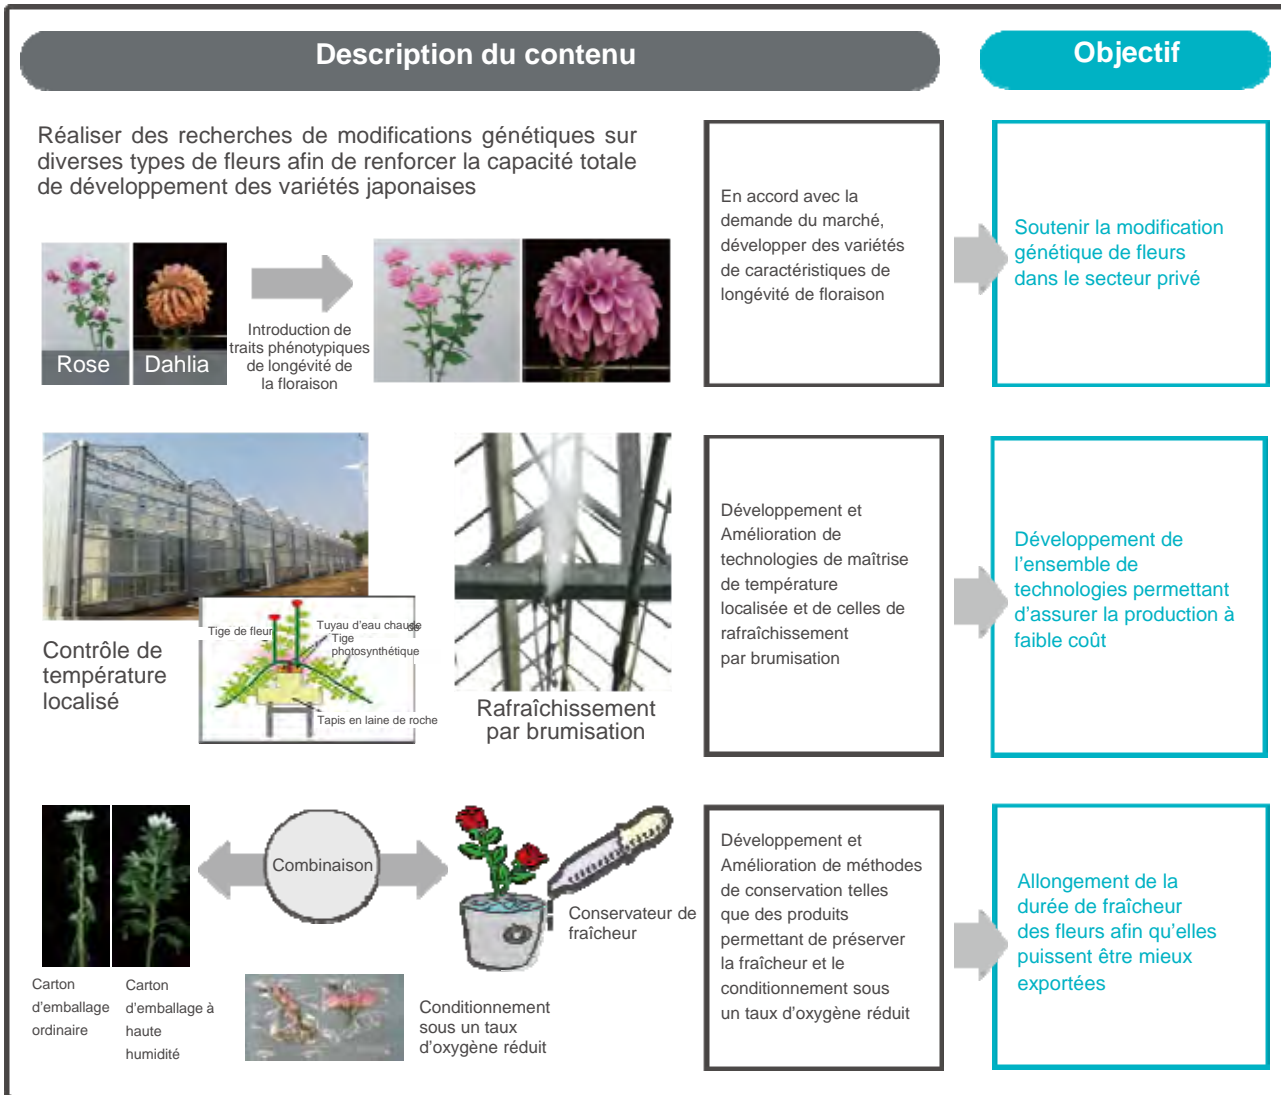 Description du contenu
Objectif
Réaliser des recherches de modifications génétiques sur
diverses types de fleurs afin de renforcer la capacité totale
de développement des variétés japonaises
Rose
Dahlia
Introduction de
traits phénotypiques
de longévité de
la floraison
En accord avec la
demande du marché,
développer des variétés
de caractéristiques de
longévité de floraison
Soutenir la modification
génétique de fleurs
dans le secteur privé
Contrôle de
température
localisé
Tige de fleur
Tuyau d'eau chaude
Tige
photosynthétique
Tapis en laine de roche
Rafraîchissement
par brumisation
Développement et
Amélioration de
technologies de maîtrise
de température
localisée et de celles de
rafraîchissement
par brumisation
Développement de
l'ensemble de
technologies permettant
d'assurer la production à
faible coût
Carton
d'emballage
ordinaire
Carton
d'emballage à
haute
humidité
Combinaison
Conservateur de
fraîcheur
Conditionnement
sous un taux
d'oxygène réduit
Développement et
Amélioration de méthodes
de conservation telles
que des produits
permettant de préserver
la fraîcheur et le
conditionnement sous
un taux d'oxygène réduit
Allongement de la
durée de fraîcheur
des fleurs afin qu'elles
puissent être mieux
exportées